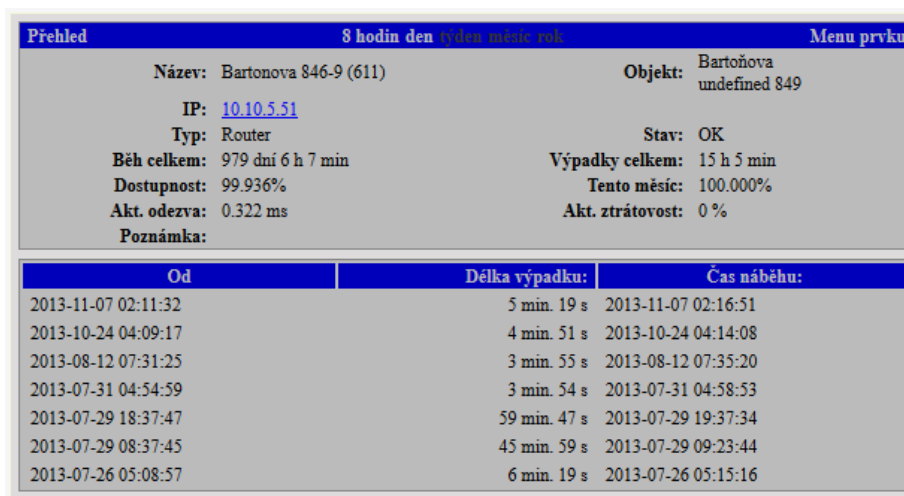 Přehled 8 hodin den týden měsíc rok Menu prvku
Název: Bartonova 846-9 (611) Objekt: Bartoňova undefined 849
IP: 10.10.5.51
Typ: Router Stav: OK
Běh celkem: 979 dní 6 h 7 min Výpadky celkem: 15 h 5 min
Dostupnost: 99.936% Tento měsíc: 100.000%
Akt. odezva: 0.322 ms Akt. ztrátovost: 0 %
Poznámka:
Od Délka výpadku: Čas náběhu:
2013-11-07 02:11:32 5 min. 19 s 2013-11-07 02:16:51
2013-10-24 04:09:17 4 min. 51 s 2013-10-24 04:14:08
2013-08-12 07:31:25 3 min. 55 s 2013-08-12 07:35:20
2013-07-31 04:54:59 3 min. 54 s 2013-07-31 04:58:53
2013-07-29 18:37:47 59 min. 47 s 2013-07-29 19:37:34
2013-07-29 08:37:45 45 min. 59 s 2013-07-29 09:23:44
2013-07-26 05:08:57 6 min. 19 s 2013-07-26 05:15:16